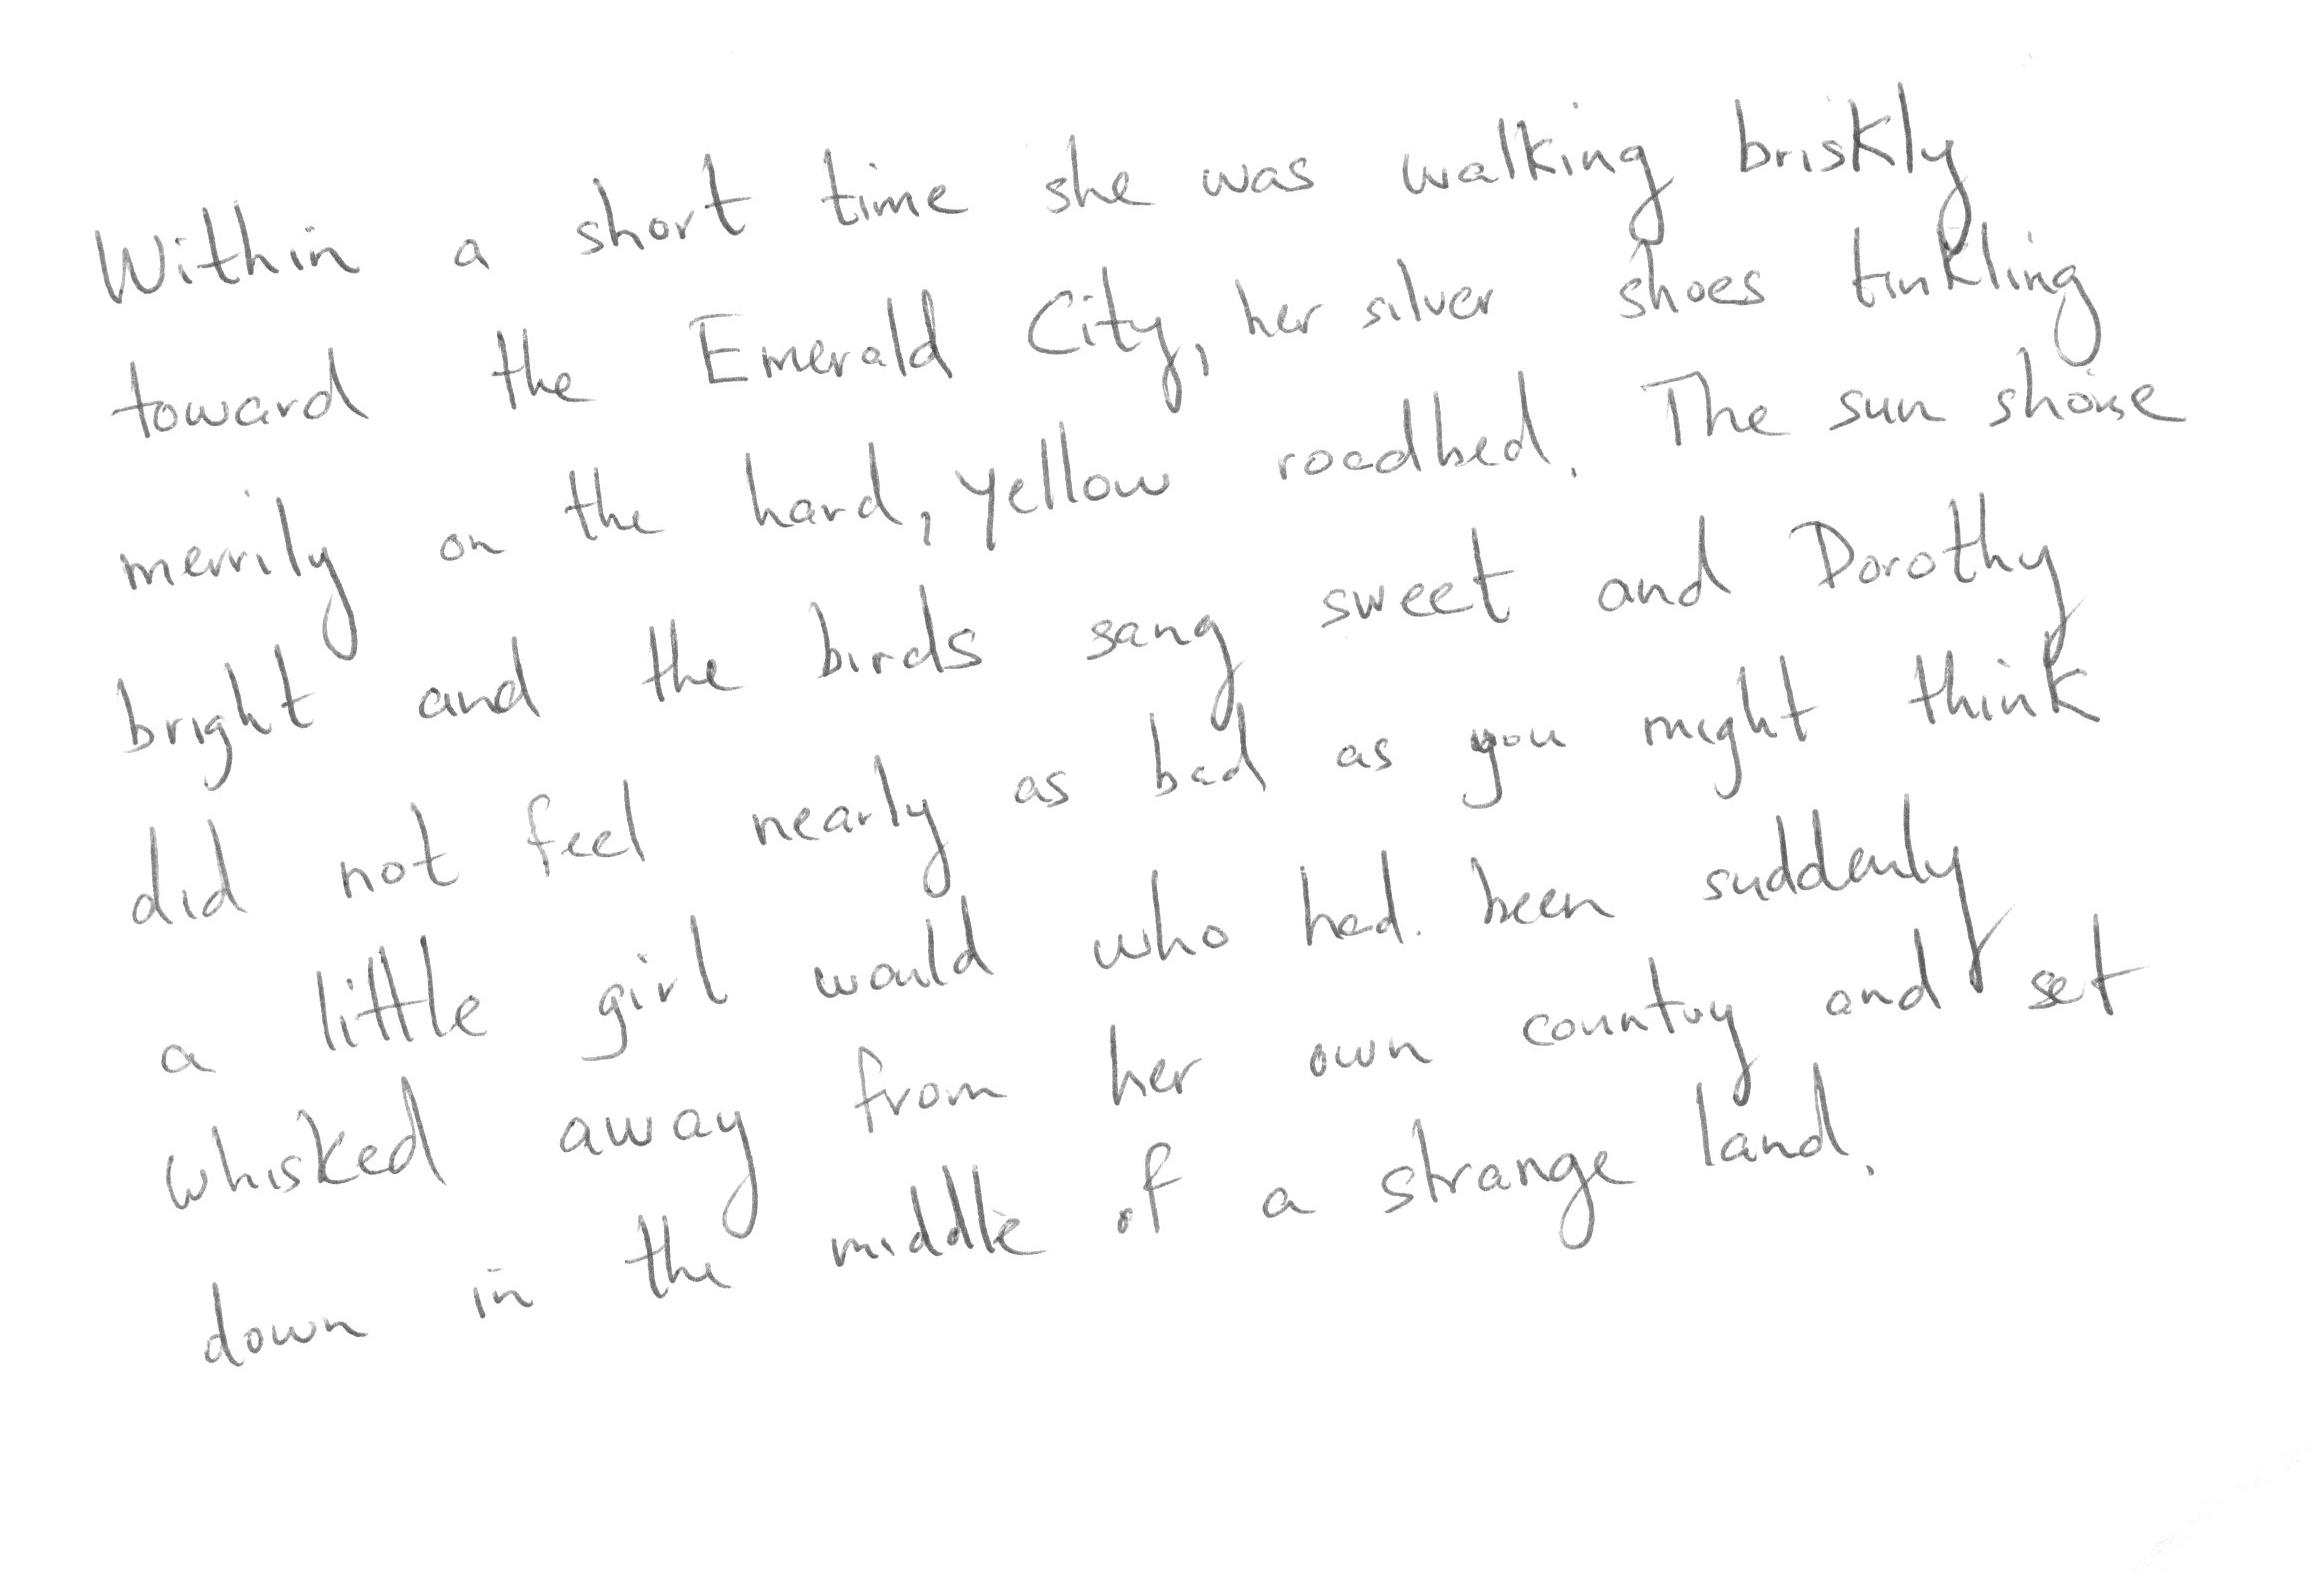 Within a short time she was walking briskly
toward the Emerald City, her silver shoes tinkling
merrily on the hard, yellow roadbed. The sun shone
bright and the birds sang sweet and Dorothy
did not feel nearly as bad as you might think
a little girl would who had been suddenly
whisked away from her own country and set
down in the middle of a strange land.